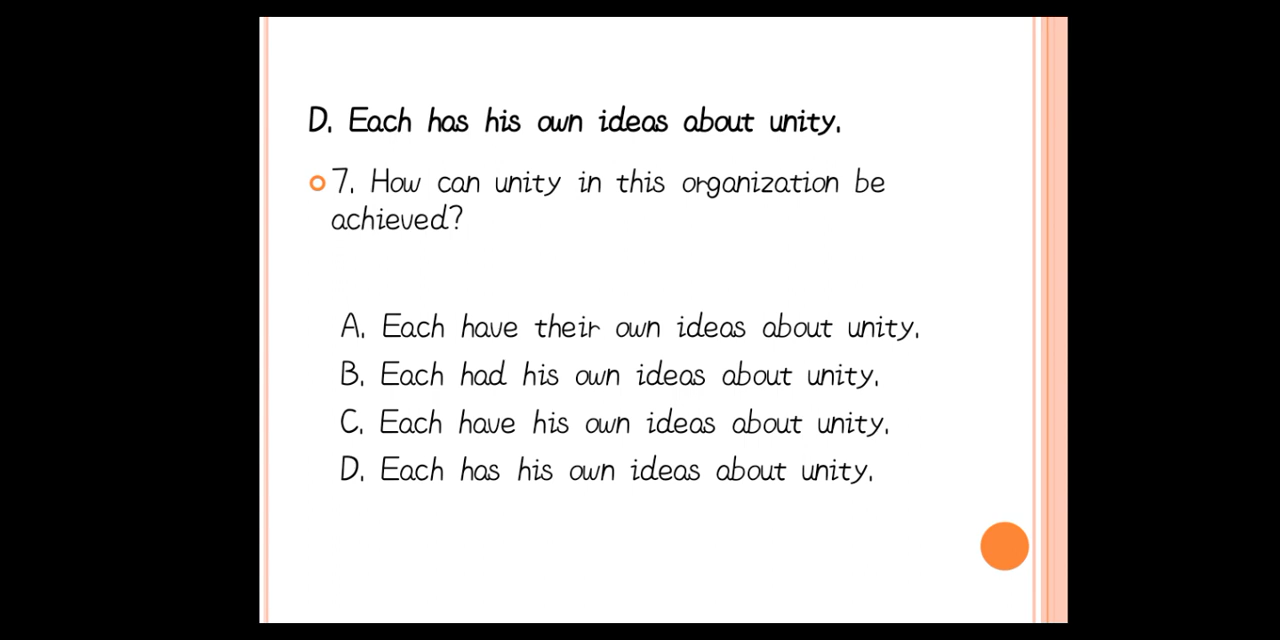 D. Each has his own ideas about unity.
7. How can unity in this organization be
achieved?
A. Each have their own ideas about unity.
B. Each had his own ideas about unity.
C. Each have his own ideas about unity.
D. Each has his own ideas about unity.